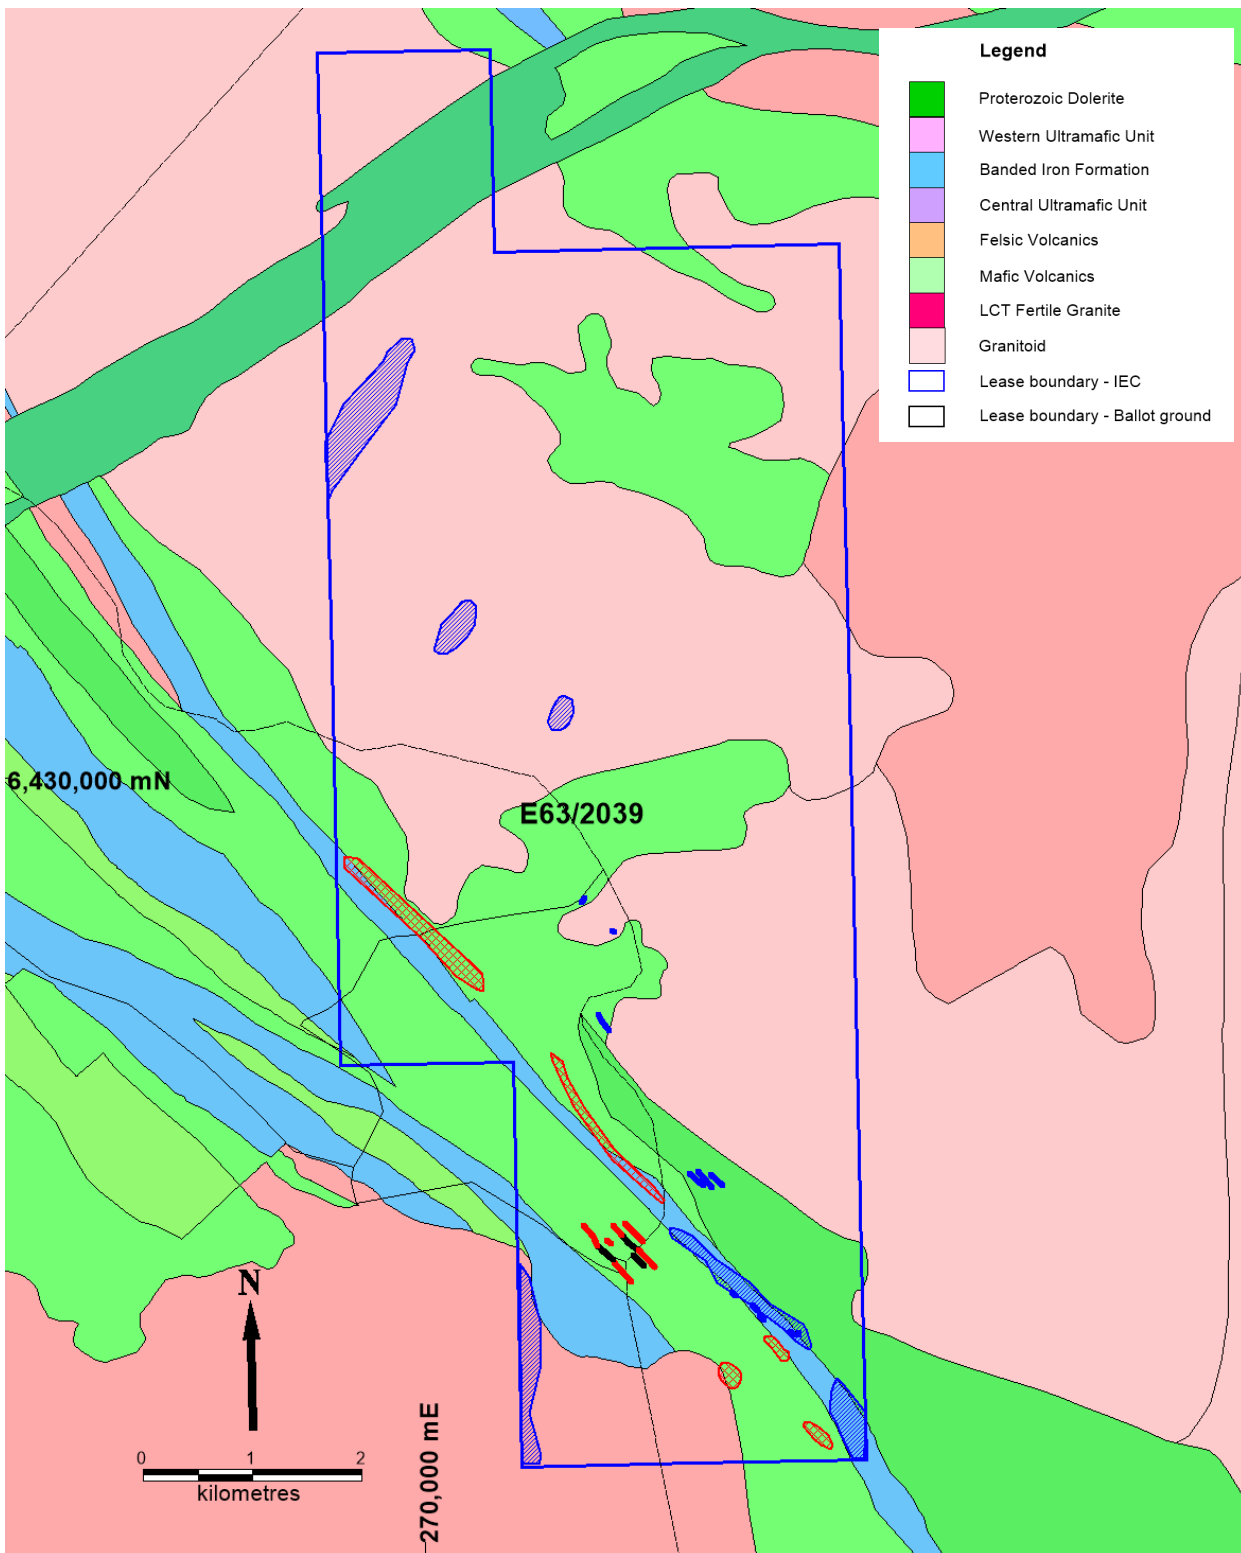 Legend
Proterozoic Dolerite
Western Ultramafic Unit
Banded Iron Formation
Central Ultramafic Unit
Felsic Volcanics
Mafic Volcanics
LCT Fertile Granite
Granitoid
Lease boundary - IEC
Lease boundary - Ballot ground
6,430,000 mN
E63/2039
N
270,000 mE
0 1 2
kilometres